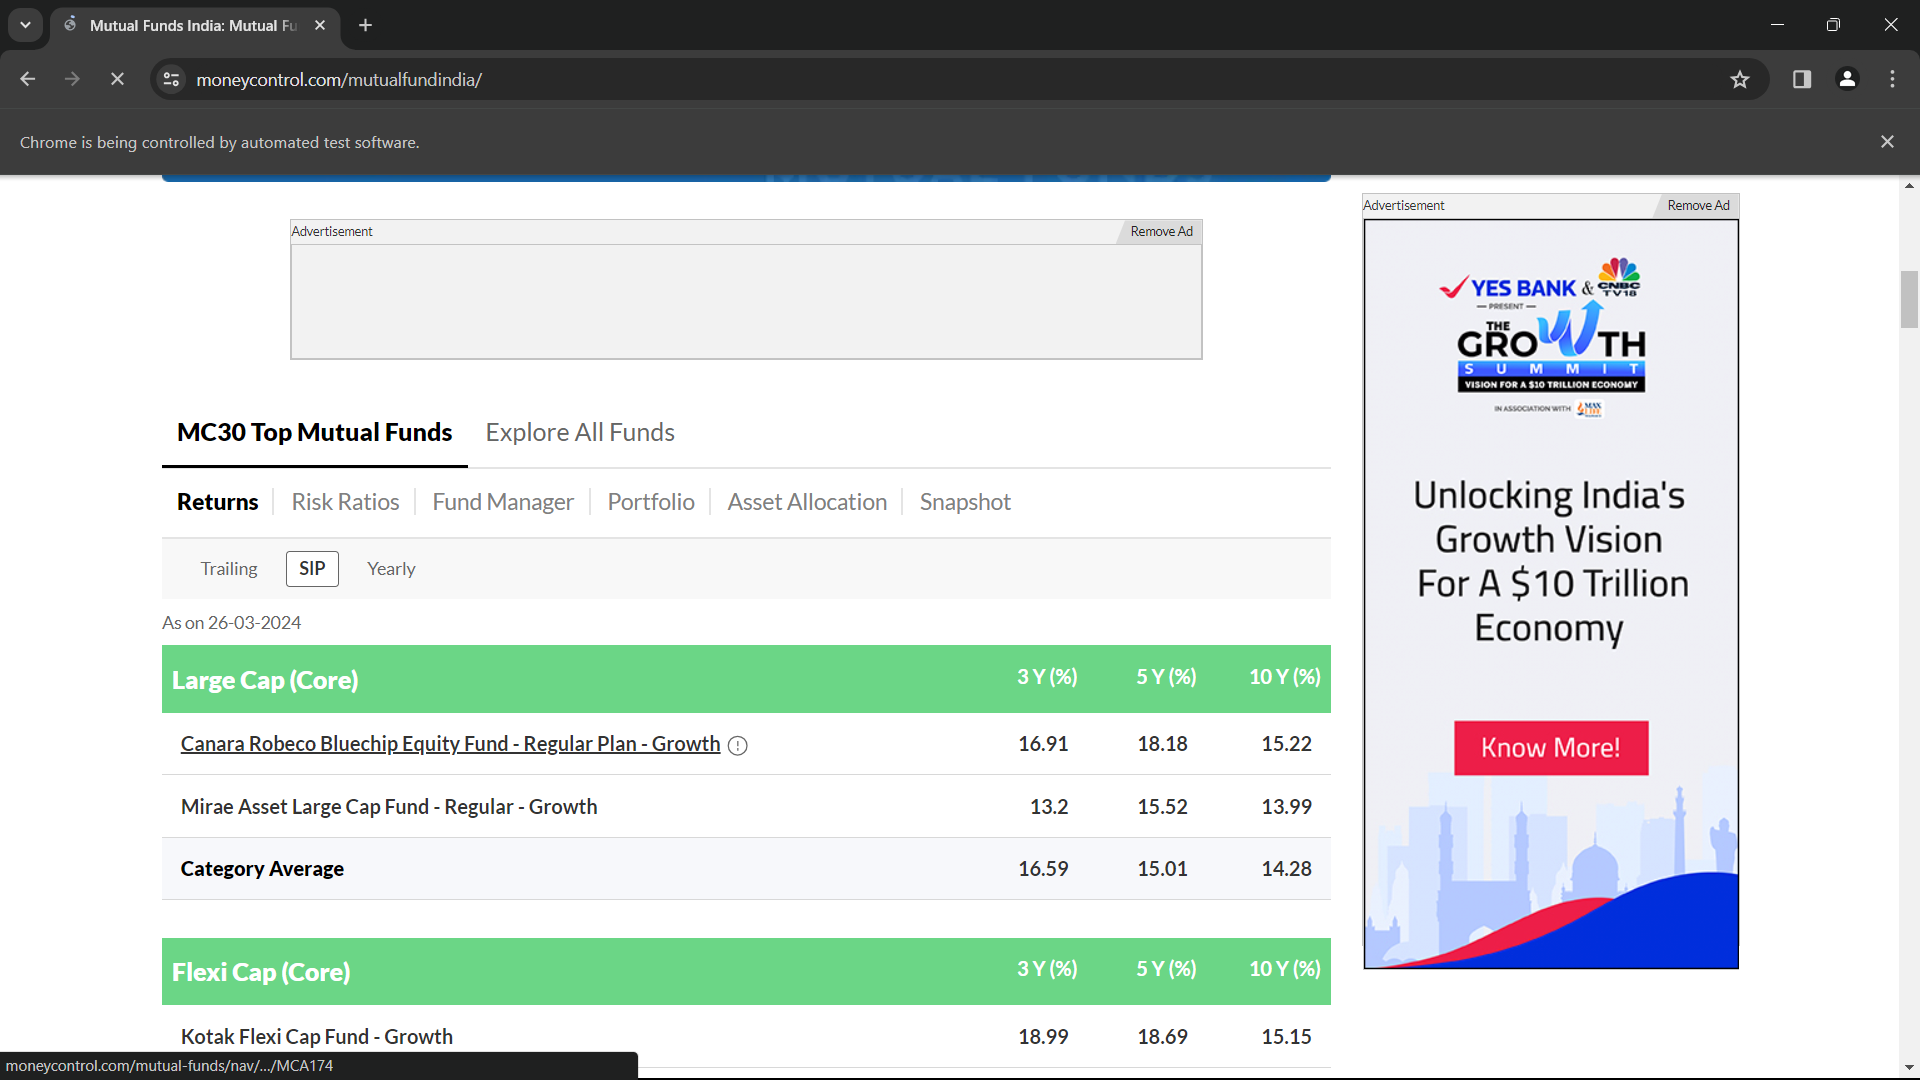 Mutual Funds India: Mutual Fu
moneycontrol.com/mutualfundindia/
Chrome is being controlled by automated test software.
Advertisement
Remove Ad
Advertisement
Remove Ad
YES BANK & CNBC TV18
PRESENT
THE
GROWTH
SUMMIT
VISION FOR A $10 TRILLION ECONOMY
IN ASSOCIATION WITH MAX LIFE
Unlocking India's
Growth Vision
For A $10 Trillion
Economy
Know More!
MC30 Top Mutual Funds Explore All Funds
Returns Risk Ratios Fund Manager Portfolio Asset Allocation Snapshot
Trailing SIP Yearly
As on 26-03-2024
Large Cap (Core) 3 Y (%) 5 Y (%) 10 Y (%)
Canara Robeco Bluechip Equity Fund - Regular Plan - Growth 16.91 18.18 15.22
Mirae Asset Large Cap Fund - Regular - Growth 13.2 15.52 13.99
Category Average 16.59 15.01 14.28
Flexi Cap (Core) 3 Y (%) 5 Y (%) 10 Y (%)
Kotak Flexi Cap Fund - Growth 18.99 18.69 15.15
moneycontrol.com/mutual-funds/nav/.../MCA174